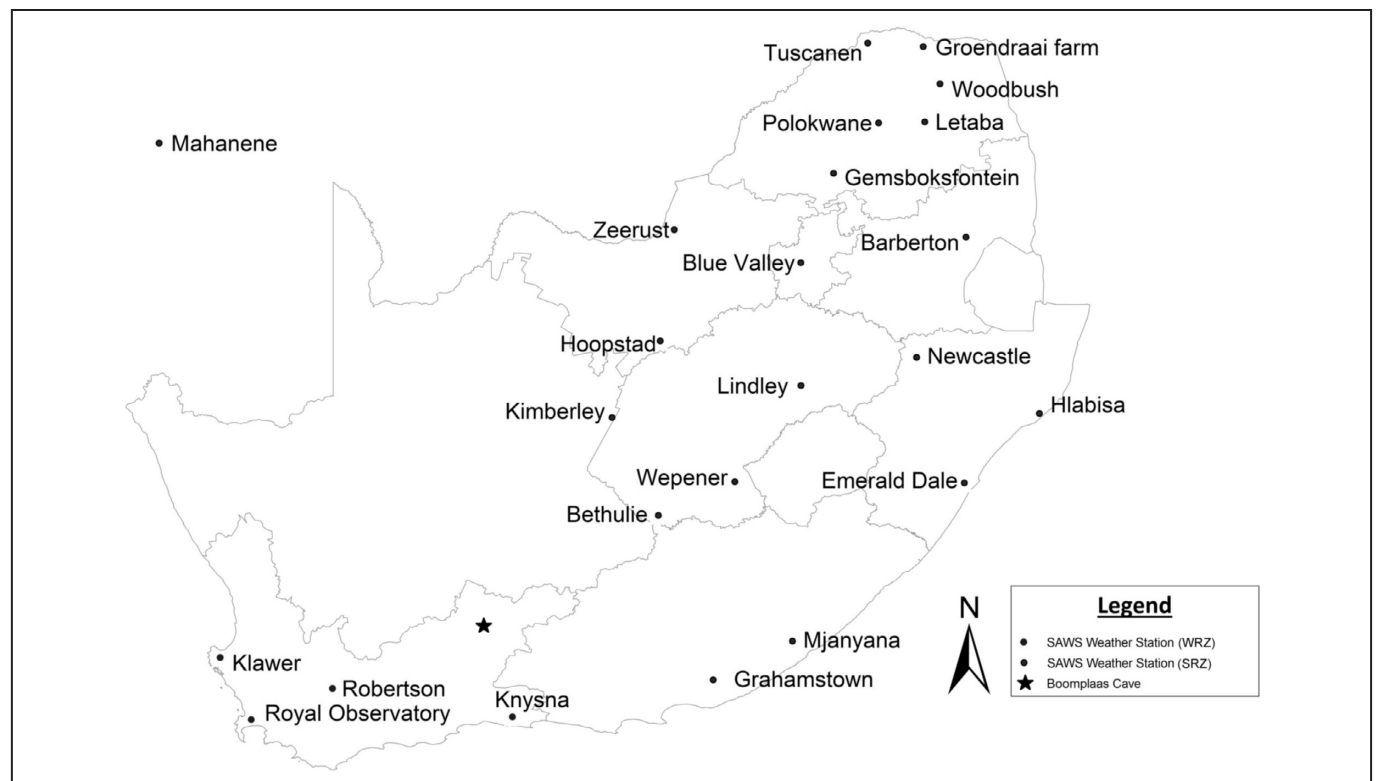 Tuscanen
Groendraai farm
Woodbush
Polokwane
Letaba
Mahanene
Gemsboksfontein
Zeerust
Barberton
Blue Valley
Hoopstad
Newcastle
Lindley
Kimberley
Hlabisa
Wepener
Emerald Dale
Bethulie
N
Legend
SAWS Weather Station (WRZ)
SAWS Weather Station (SRZ)
Boomplaas Cave
Mjanyana
Klawer
Grahamstown
Robertson
Knysna
Royal Observatory